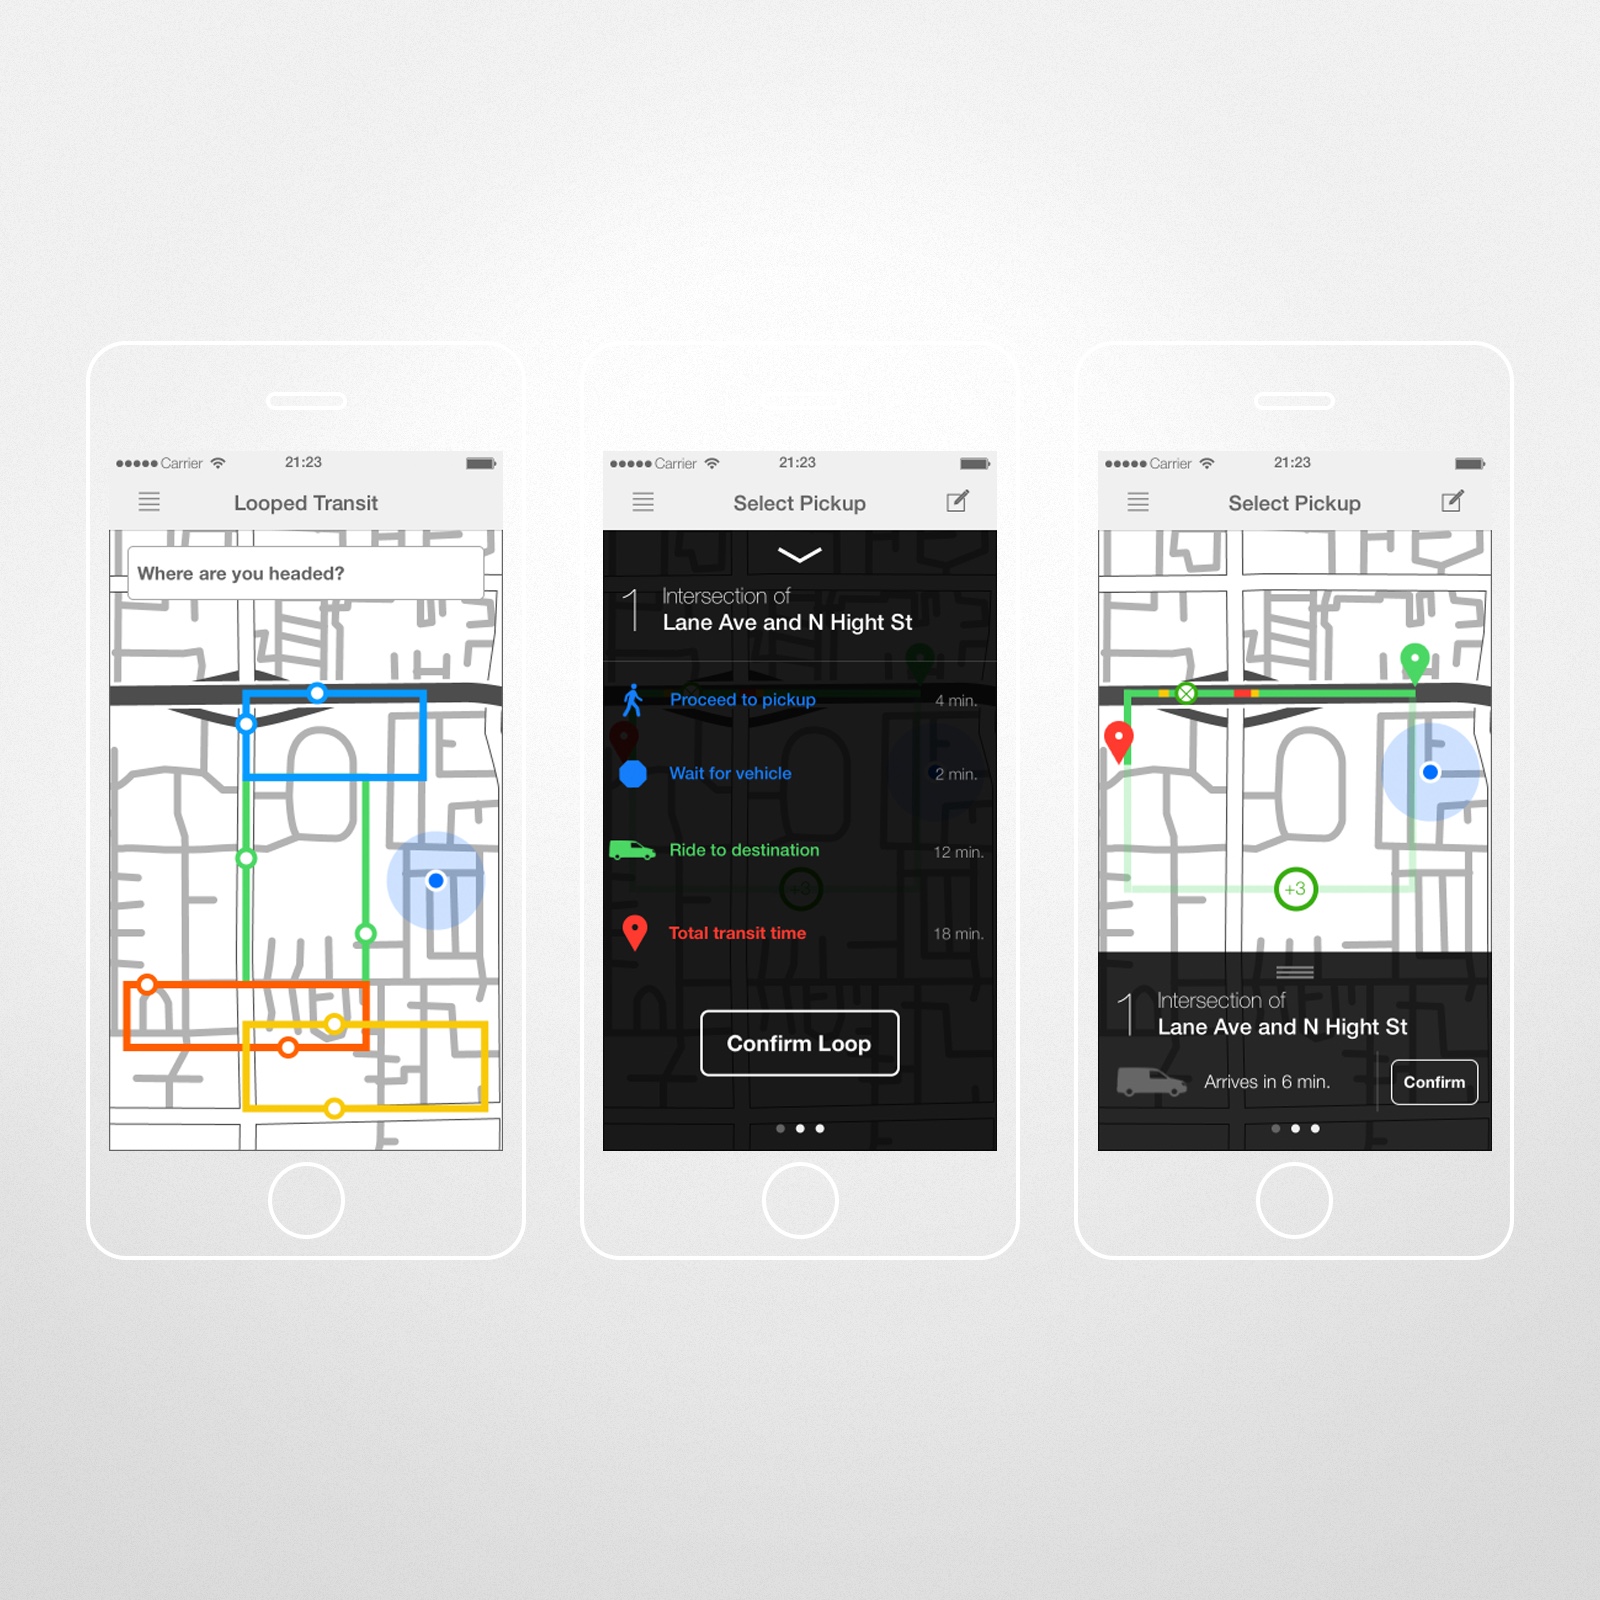 Carrier 21:23
Looped Transit
Where are you headed?
Carrier 21:23
Select Pickup
1
Intersection of
Lane Ave and N Hight St
Proceed to pickup 4 min.
Wait for vehicle 2 min.
Ride to destination 12 min.
+3
Total transit time 18 min.
Confirm Loop
Carrier 21:23
Select Pickup
+3
1
Intersection of
Lane Ave and N Hight St
Arrives in 6 min. Confirm